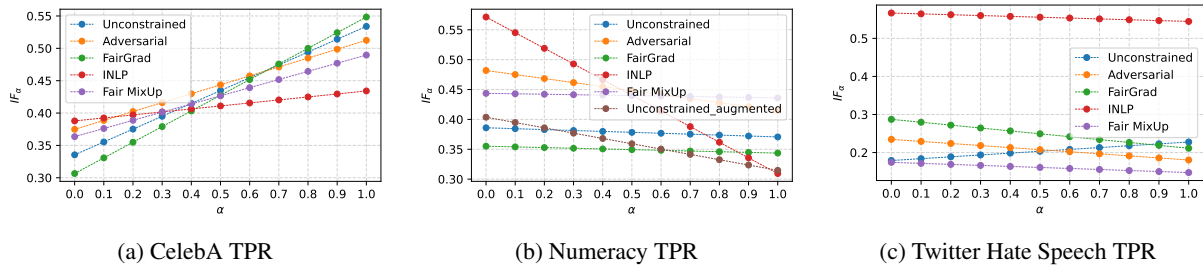 Unconstrained
Adversarial
FairGrad
INLP
Fair MixUp
0.55
0.50
0.45
0.40
0.35
0.30
IFα
0.0 0.1 0.2 0.3 0.4 0.5 0.6 0.7 0.8 0.9 1.0
α
(a) CelebA TPR
Unconstrained
Adversarial
FairGrad
INLP
Fair MixUp
Unconstrained_augmented
0.55
0.50
0.45
0.40
0.35
0.30
IFα
0.0 0.1 0.2 0.3 0.4 0.5 0.6 0.7 0.8 0.9 1.0
α
(b) Numeracy TPR
Unconstrained
Adversarial
FairGrad
INLP
Fair MixUp
0.5
0.4
0.3
0.2
IFα
0.0 0.1 0.2 0.3 0.4 0.5 0.6 0.7 0.8 0.9 1.0
α
(c) Twitter Hate Speech TPR